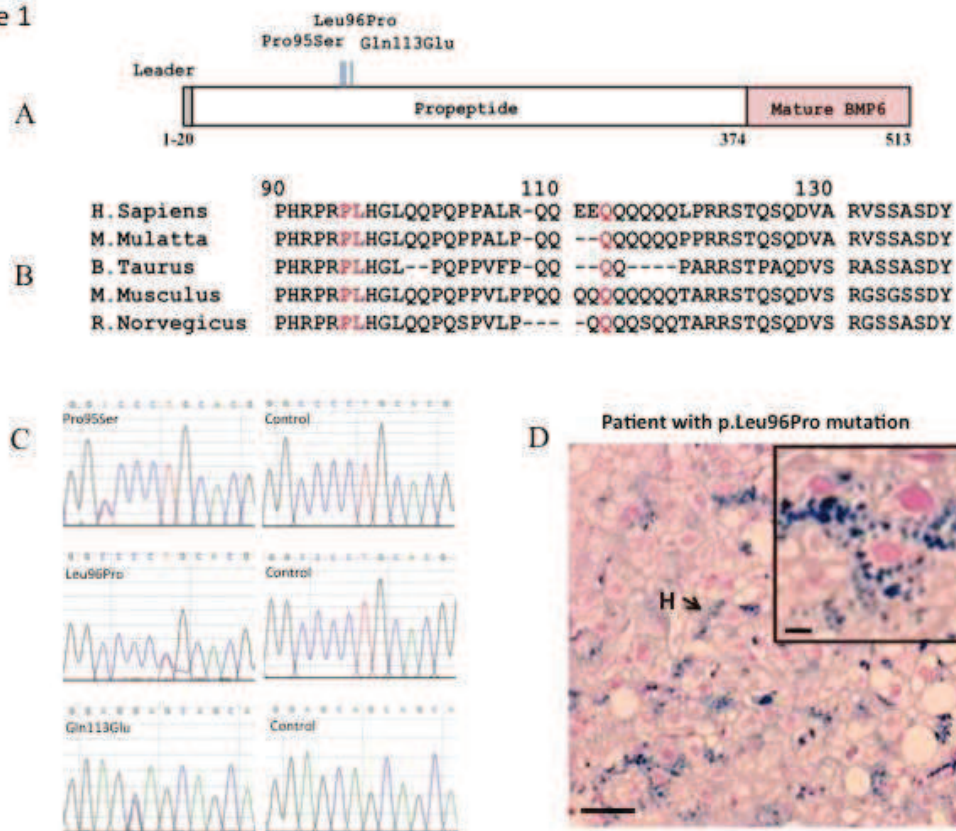 e 1
Leu96Pro
Pro95Ser Gln113Glu
Leader
A
Propeptide
Mature BMP6
1-20 374 513
90 110 130
B
H.Sapiens PHRPRPLHGLQQPQPPALR-QQ EEQQQQQQLPRRSTQSQDVA RVSSASDY
M.Mulatta PHRPRPLHGLQQPQPPALP-QQ --QQQQQQPPRRSTQSQDVA RVSSASDY
B.Taurus PHRPRPLHGL--PQPPVFP-QQ --QQ----PARRSTPAQDVS RASSASDY
M.Musculus PHRPRPLHGLQQPQPPVLPPQQ QQQQQQQQTARRSTQSQDVS RGSGSSDY
R.Norvegicus PHRPRPLHGLQQPQSPVLP---- -QQQQSQQTARRSTQSQDVS RGSSASDY
C
Pro95Ser
Control
Leu96Pro
Control
Gln113Glu
Control
D
Patient with p.Leu96Pro mutation
H